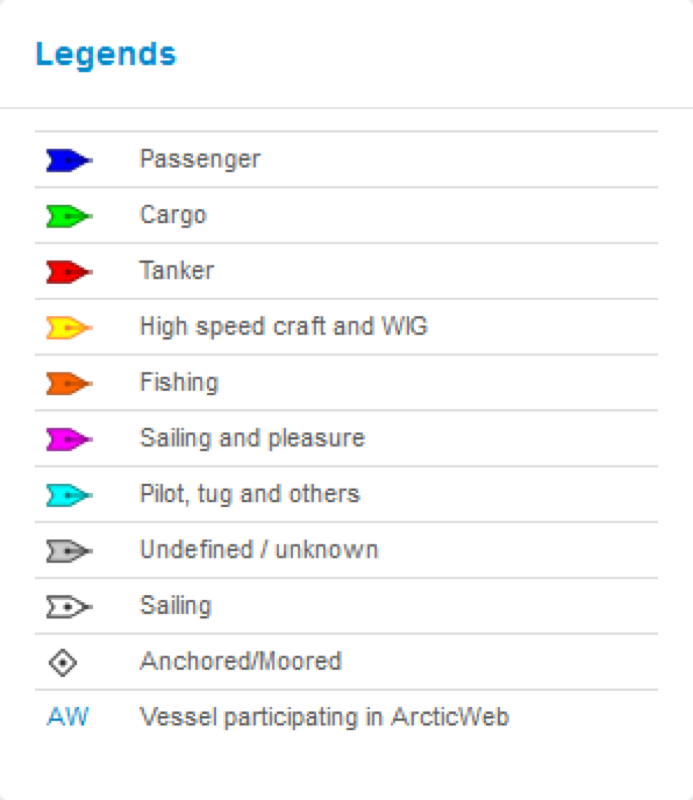 Legends
Passenger
Cargo
Tanker
High speed craft and WIG
Fishing
Sailing and pleasure
Pilot, tug and others
Undefined / unknown
Sailing
Anchored/Moored
AW Vessel participating in ArcticWeb